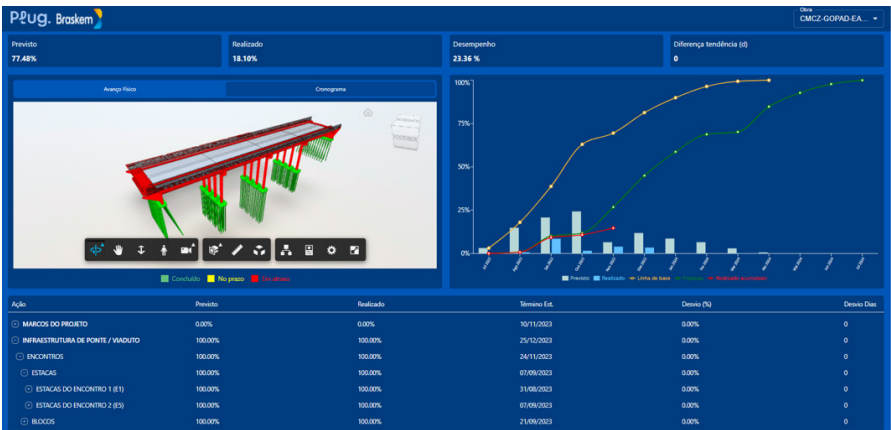 Plug. Braskem
Obra
CMCZ-GOPAD-EA...
Previsto
77.48%
Realizado
18.10%
Desempenho
23.36 %
Diferença tendência (d)
0
Avanço Físico
Cronograma
Concluído No prazo Em atraso
100%
75%
50%
25%
0%
Previsto Realizado Linha de base Realizado acumulado
Ação Previsto Realizado Término Est. Desvio (%) Desvio Dias
MARCOS DO PROJETO 0.00% 0.00% 10/11/2023 0.00% 0
INFRAESTRUTURA DE PONTE / VIADUTO 100.00% 100.00% 25/12/2023 0.00% 0
ENCONTROS 100.00% 100.00% 24/11/2023 0.00% 0
ESTACAS 100.00% 100.00% 07/09/2023 0.00% 0
ESTACAS DO ENCONTRO 1 (E1) 100.00% 100.00% 31/08/2023 0.00% 0
ESTACAS DO ENCONTRO 2 (E5) 100.00% 100.00% 07/09/2023 0.00% 0
BLOCOS 100.00% 100.00% 21/09/2023 0.00% 0